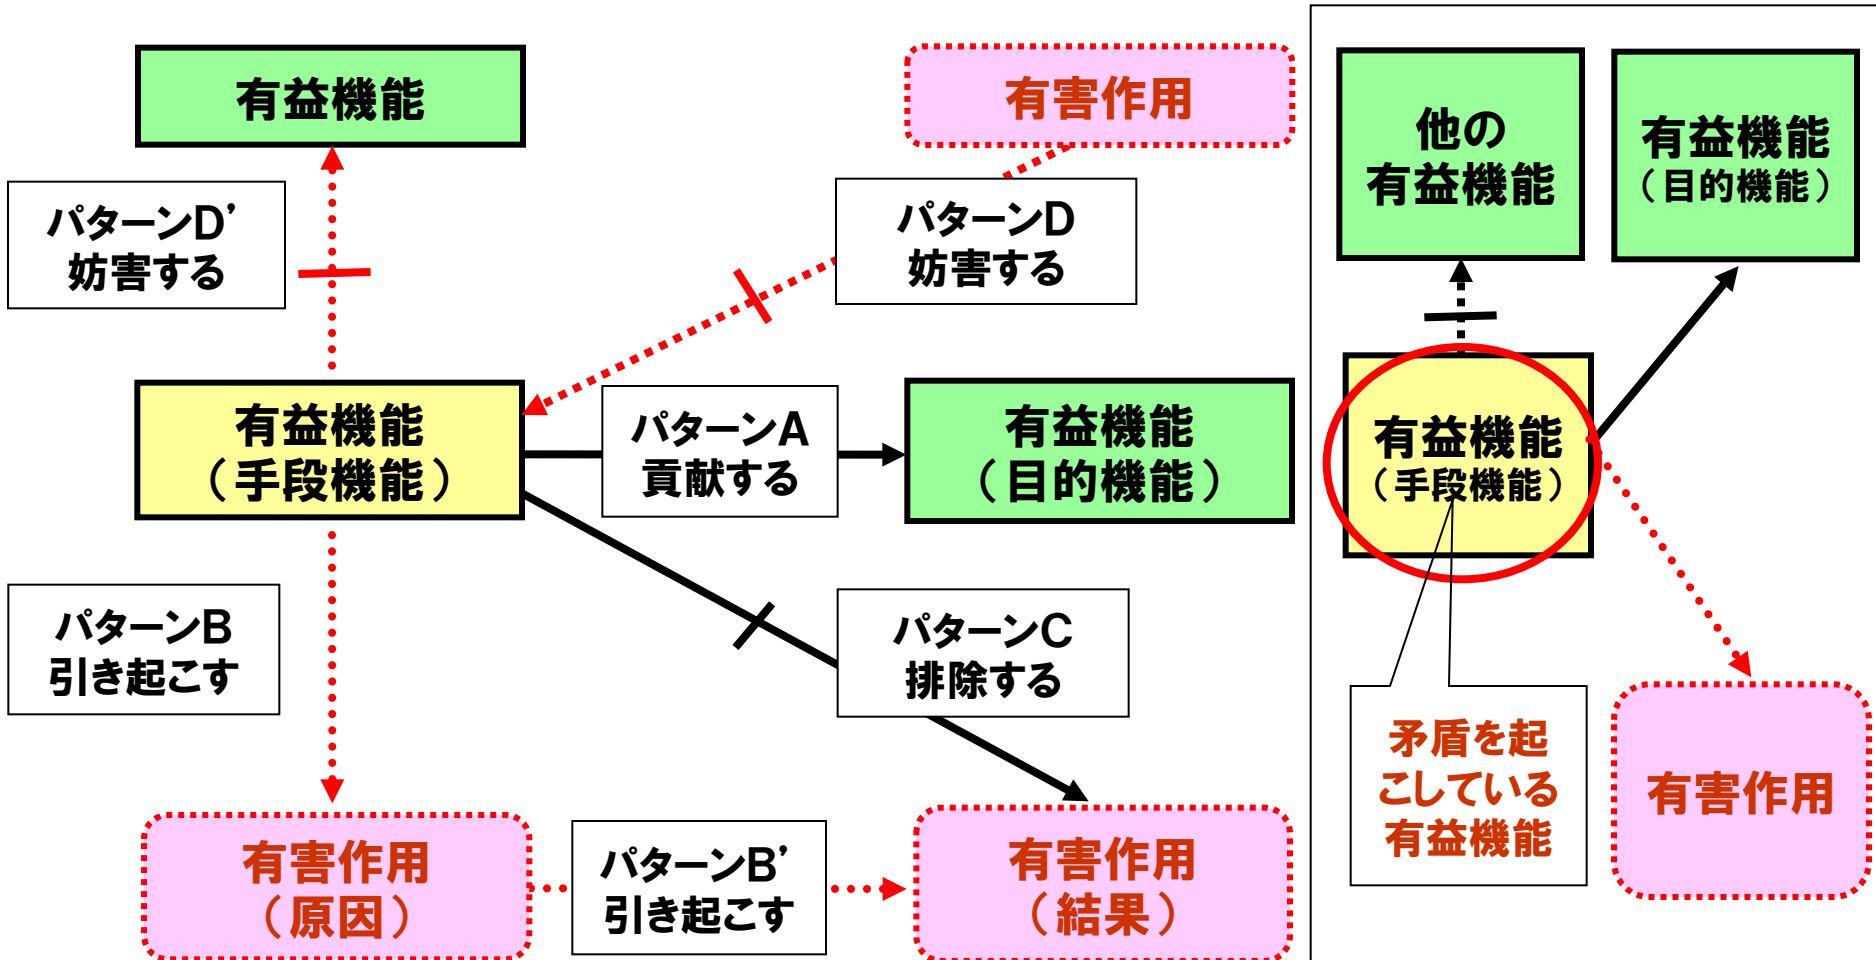 有益機能
有害作用
パターンD’
妨害する
パターンD
妨害する
有益機能
（手段機能）
パターンA
貢献する
有益機能
（目的機能）
パターンB
引き起こす
パターンC
排除する
有害作用
（原因）
パターンB’
引き起こす
有害作用
（結果）
他の
有益機能
有益機能
（目的機能）
有益機能
（手段機能）
矛盾を起
こしている
有益機能
有害作用